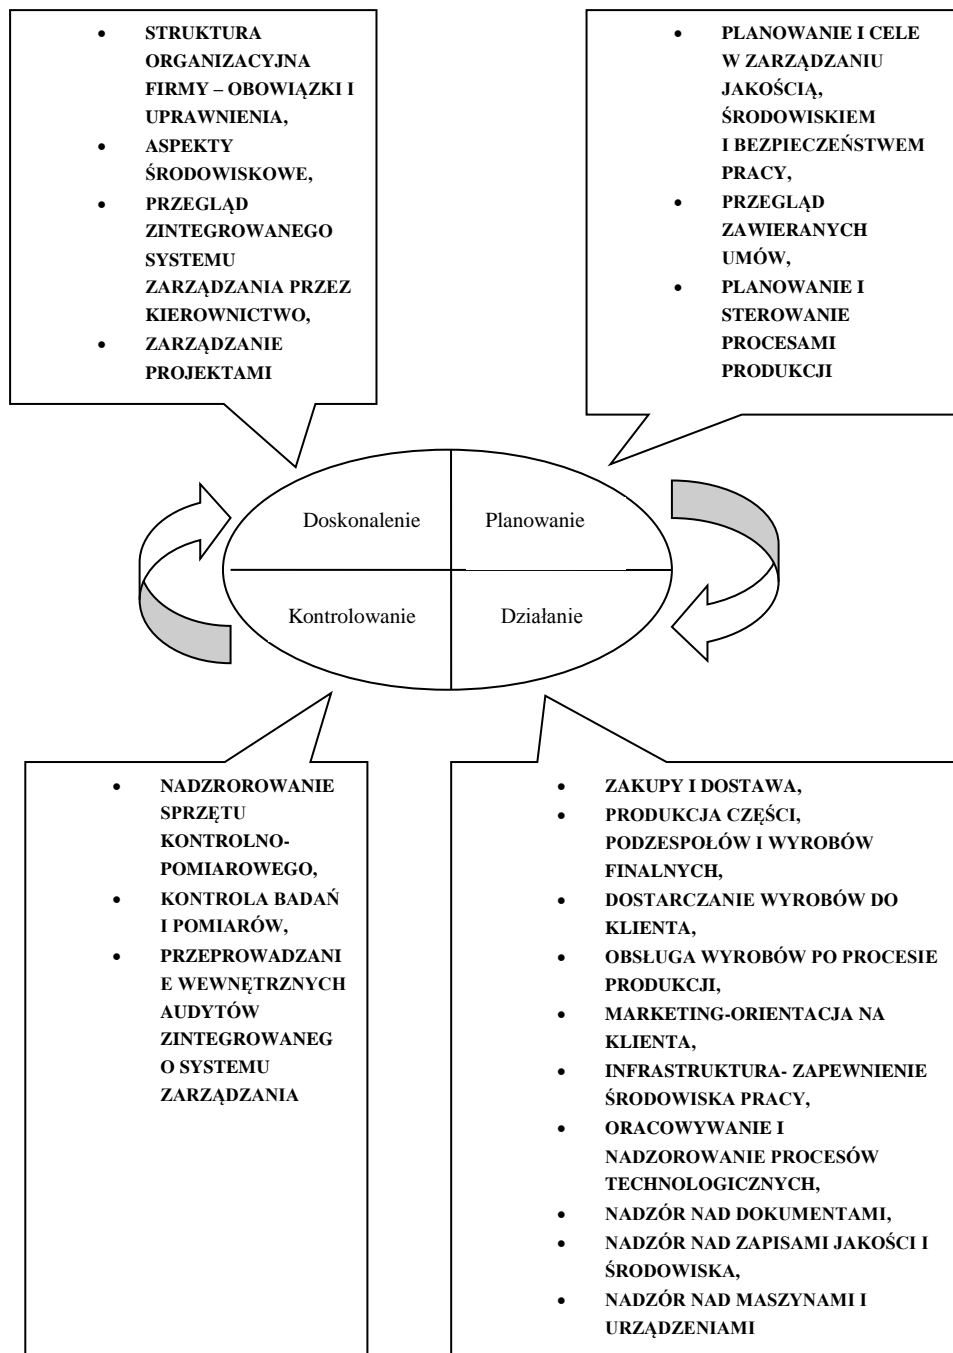 • STRUKTURA
ORGANIZACYJNA
FIRMY – OBOWIĄZKI I
UPRAWNIENIA,
• ASPEKTY
ŚRODOWISKOWE,
• PRZEGLĄD
ZINTEGROWANEGO
SYSTEMU
ZARZĄDZANIA PRZEZ
KIEROWNICTWO,
• ZARZĄDZANIE
PROJEKTAMI
• PLANOWANIE I CELE
W ZARZĄDZANIU
JAKOŚCIĄ,
ŚRODOWISKIEM
I BEZPIECZEŃSTWEM
PRACY,
• PRZEGLĄD
ZAWIERANYCH
UMÓW,
• PLANOWANIE I
STEROWANIE
PROCESAMI
PRODUKCJI
Doskonalenie
Planowanie
Kontrolowanie
Działanie
• NADZROROWANIE
SPRZĘTU
KONTROLNO-
POMIAROWEGO,
• KONTROLA BADAŃ
I POMIARÓW,
• PRZEPROWADZANI
E WEWNĘTRZNYCH
AUDYTÓW
ZINTEGROWANEG
O SYSTEMU
ZARZĄDZANIA
• ZAKUPY I DOSTAWA,
• PRODUKCJA CZĘŚCI,
PODZESPOŁÓW I WYROBÓW
FINALNYCH,
• DOSTARCZANIE WYROBÓW DO
KLIENTA,
• OBSŁUGA WYROBÓW PO PROCESIE
PRODUKCJI,
• MARKETING-ORIENTACJA NA
KLIENTA,
• INFRASTRUKTURA- ZAPEWNIENIE
ŚRODOWISKA PRACY,
• ORACOWYWANIE I
NADZOROWANIE PROCESÓW
TECHNOLOGICZNYCH,
• NADZÓR NAD DOKUMENTAMI,
• NADZÓR NAD ZAPISAMI JAKOŚCI I
ŚRODOWISKA,
• NADZÓR NAD MASZYNAMI I
URZĄDZENIAMI